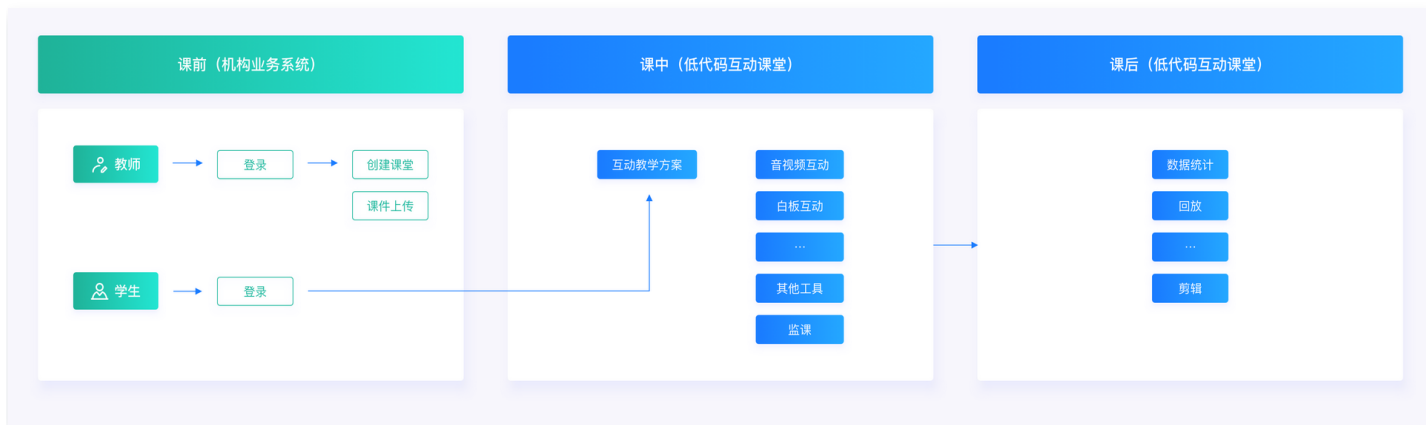 课前（机构业务系统）
教师
登录
创建课堂
课件上传
学生
登录
课中（低代码互动课堂）
互动教学方案
音视频互动
白板互动
...
其他工具
监课
课后（低代码互动课堂）
数据统计
回放
...
剪辑